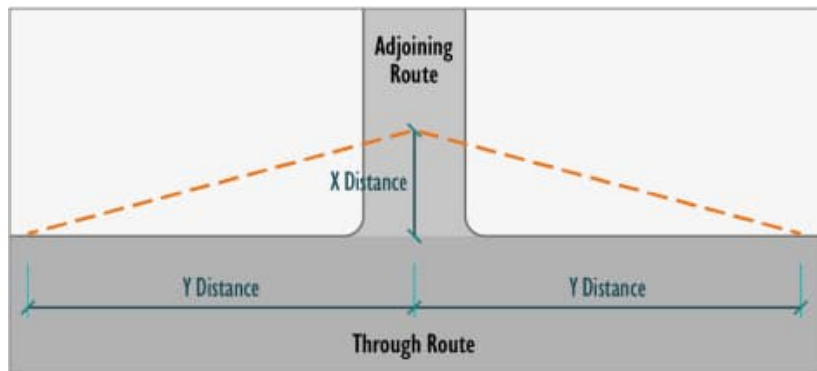 Adjoining
Route
X Distance
Y Distance
Y Distance
Through Route